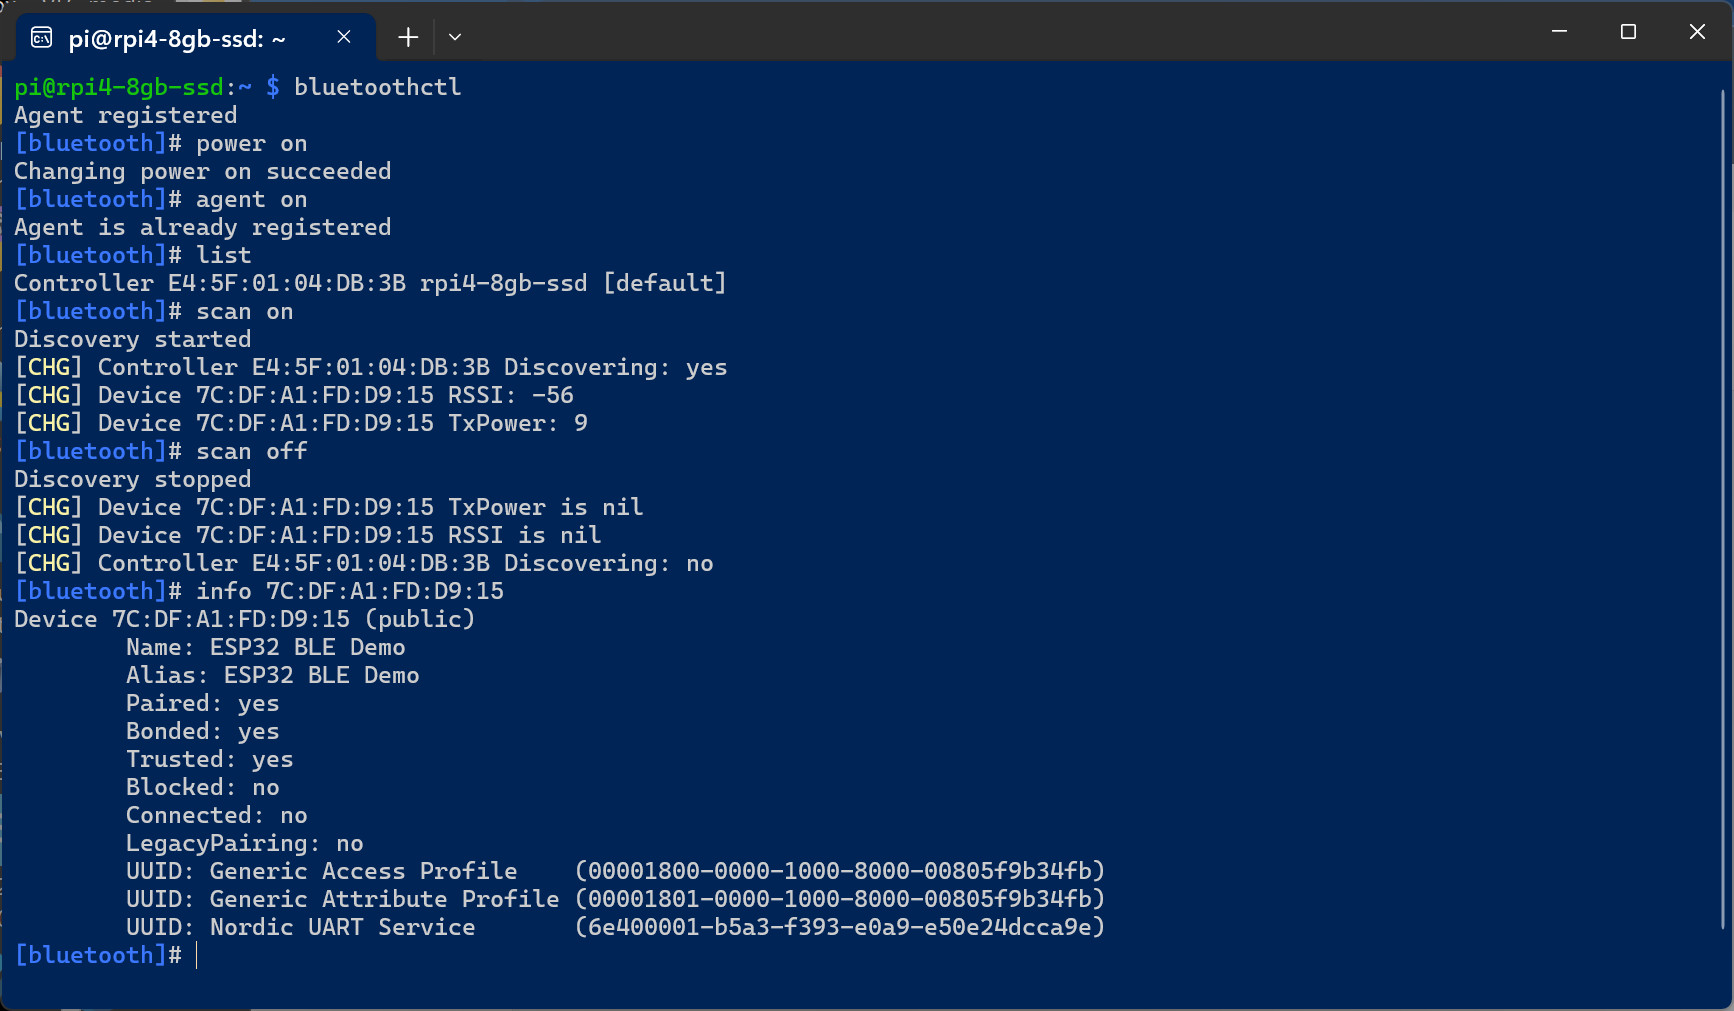 pi@rpi4-8gb-ssd: ~
pi@rpi4-8gb-ssd:~ $ bluetoothctl
Agent registered
[bluetooth]# power on
Changing power on succeeded
[bluetooth]# agent on
Agent is already registered
[bluetooth]# list
Controller E4:5F:01:04:DB:3B rpi4-8gb-ssd [default]
[bluetooth]# scan on
Discovery started
[CHG] Controller E4:5F:01:04:DB:3B Discovering: yes
[CHG] Device 7C:DF:A1:FD:D9:15 RSSI: -56
[CHG] Device 7C:DF:A1:FD:D9:15 TxPower: 9
[bluetooth]# scan off
Discovery stopped
[CHG] Device 7C:DF:A1:FD:D9:15 TxPower is nil
[CHG] Device 7C:DF:A1:FD:D9:15 RSSI is nil
[CHG] Controller E4:5F:01:04:DB:3B Discovering: no
[bluetooth]# info 7C:DF:A1:FD:D9:15
Device 7C:DF:A1:FD:D9:15 (public)
Name: ESP32 BLE Demo
Alias: ESP32 BLE Demo
Paired: yes
Bonded: yes
Trusted: yes
Blocked: no
Connected: no
LegacyPairing: no
UUID: Generic Access Profile    (00001800-0000-1000-8000-00805f9b34fb)
UUID: Generic Attribute Profile (00001801-0000-1000-8000-00805f9b34fb)
UUID: Nordic UART Service       (6e400001-b5a3-f393-e0a9-e50e24dcca9e)
[bluetooth]#